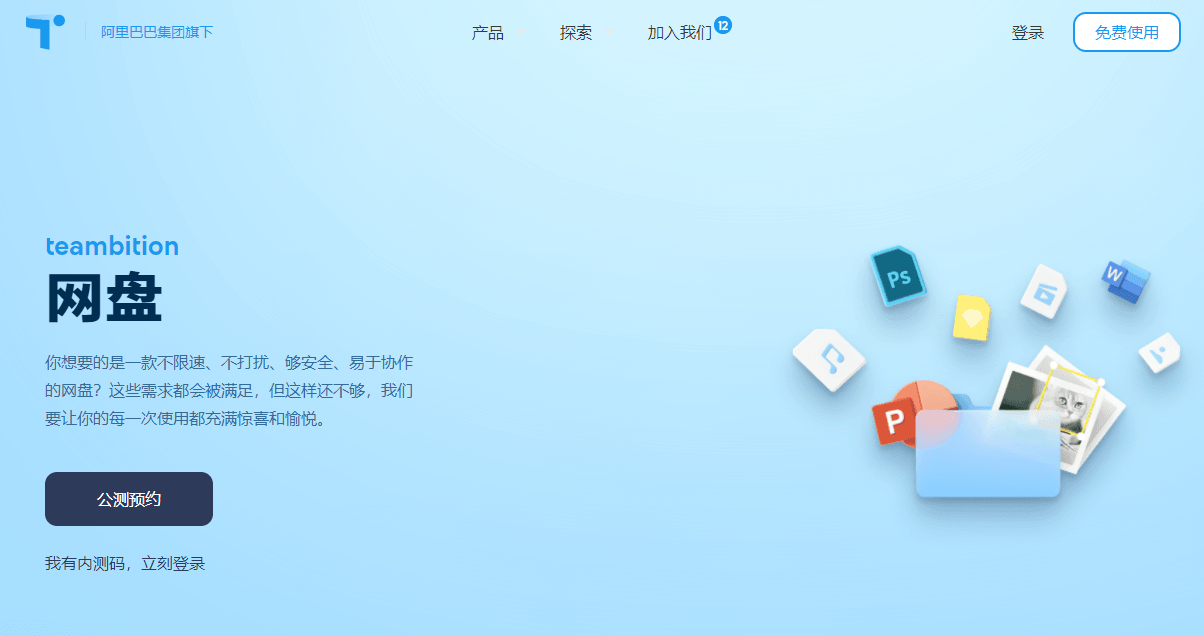 阿里巴巴集团旗下
产品
探索
加入我们
12
登录
免费使用
teambition
网盘
你想要的是一款不限速、不打扰、够安全、易于协作
的网盘？这些需求都会被满足，但这样还不够，我们
要让你的每一次使用都充满惊喜和愉悦。
公测预约
我有内测码，立刻登录
Ps
W
P